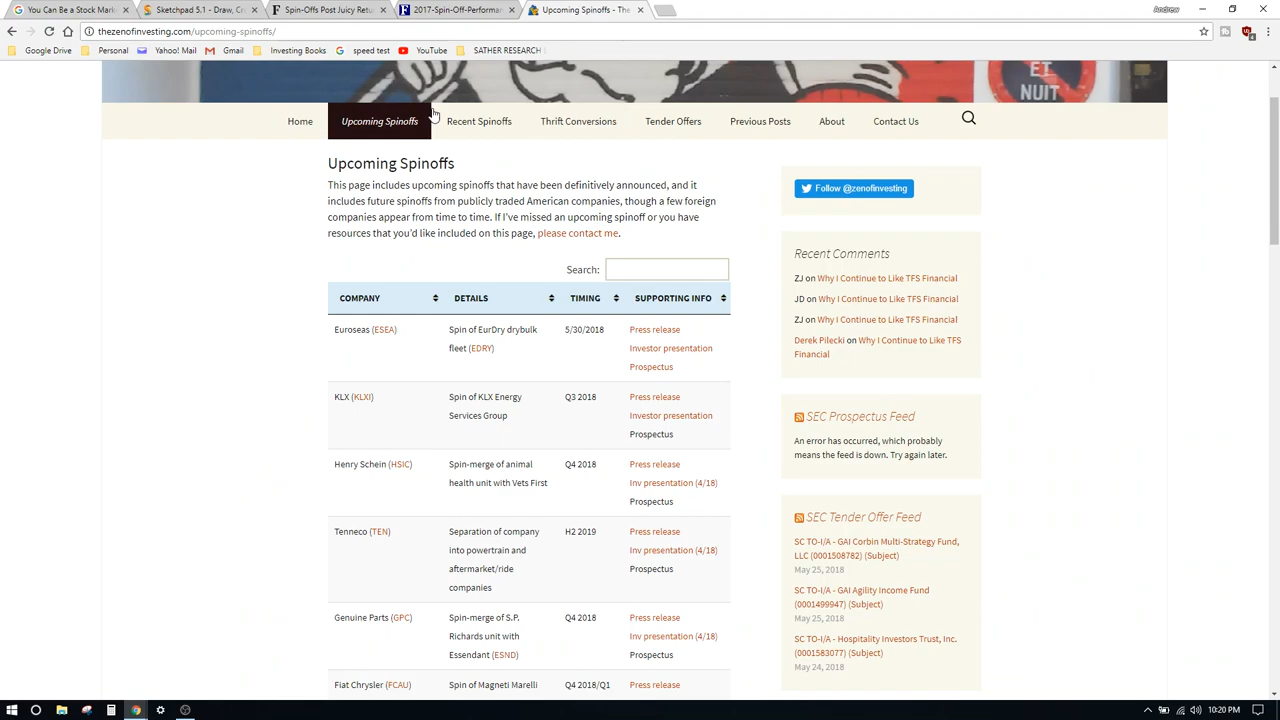 You Can Be a Stock Mark
Sketchpad 5.1 - Draw, Cre
Spin-Offs Post Juicy Retu
2017-Spin-Off-Performan
Upcoming Spinoffs - The
Andrew
thezenofinvesting.com/upcoming-spinoffs/
Google Drive Personal Yahoo! Mail Gmail Investing Books speed test YouTube SATHER RESEARCH
ET
NUIT
Home Upcoming Spinoffs Recent Spinoffs Thrift Conversions Tender Offers Previous Posts About Contact Us
Upcoming Spinoffs
This page includes upcoming spinoffs that have been definitively announced, and it
includes future spinoffs from publicly traded American companies, though a few foreign
companies appear from time to time. If I've missed an upcoming spinoff or you have
resources that you'd like included on this page, please contact me.
Search:
COMPANY DETAILS TIMING SUPPORTING INFO
Euroseas (ESEA) Spin of EurDry drybulk 5/30/2018 Press release
fleet (EDRY) Investor presentation
Prospectus
KLX (KLXI) Spin of KLX Energy Q3 2018 Press release
Services Group Investor presentation
Prospectus
Henry Schein (HSIC) Spin-merge of animal Q4 2018 Press release
health unit with Vets First Inv presentation (4/18)
Prospectus
Tenneco (TEN) Separation of company H2 2019 Press release
into powertrain and Inv presentation (4/18)
aftermarket/ride Prospectus
companies
Genuine Parts (GPC) Spin-merge of S.P. Q4 2018 Press release
Richards unit with Inv presentation (4/18)
Essendant (ESND) Prospectus
Fiat Chrysler (FCAU) Spin of Magneti Marelli Q4 2018/Q1 Press release
Follow @zenofinvesting
Recent Comments
ZJ on Why I Continue to Like TFS Financial
JD on Why I Continue to Like TFS Financial
ZJ on Why I Continue to Like TFS Financial
Derek Pilecki on Why I Continue to Like TFS
Financial
SEC Prospectus Feed
An error has occurred, which probably
means the feed is down. Try again later.
SEC Tender Offer Feed
SC TO-I/A - GAI Corbin Multi-Strategy Fund,
LLC (0001508782) (Subject)
May 25, 2018
SC TO-I/A - GAI Agility Income Fund
(0001499947) (Subject)
May 25, 2018
SC TO-I/A - Hospitality Investors Trust, Inc.
(0001583077) (Subject)
May 24, 2018
10:20 PM